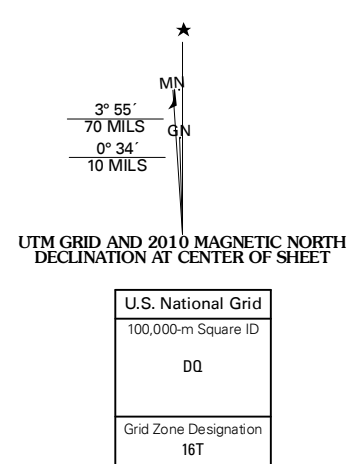 ★
MN
3° 55´
70 MILS
GN
0° 34´
10 MILS
UTM GRID AND 2010 MAGNETIC NORTH
DECLINATION AT CENTER OF SHEET
U.S. National Grid
100,000-m Square ID
DQ
Grid Zone Designation
16T